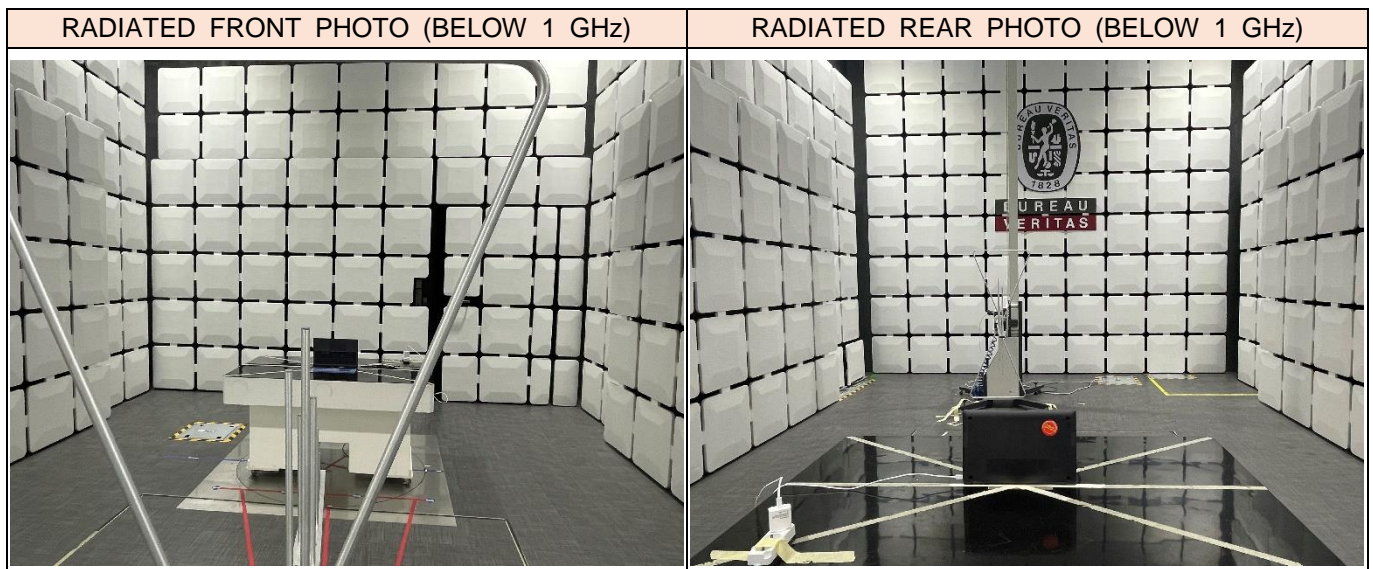 RADIATED FRONT PHOTO (BELOW 1 GHz)
RADIATED REAR PHOTO (BELOW 1 GHz)
BUREAU VERITAS
1828
BUREAU
VERITAS